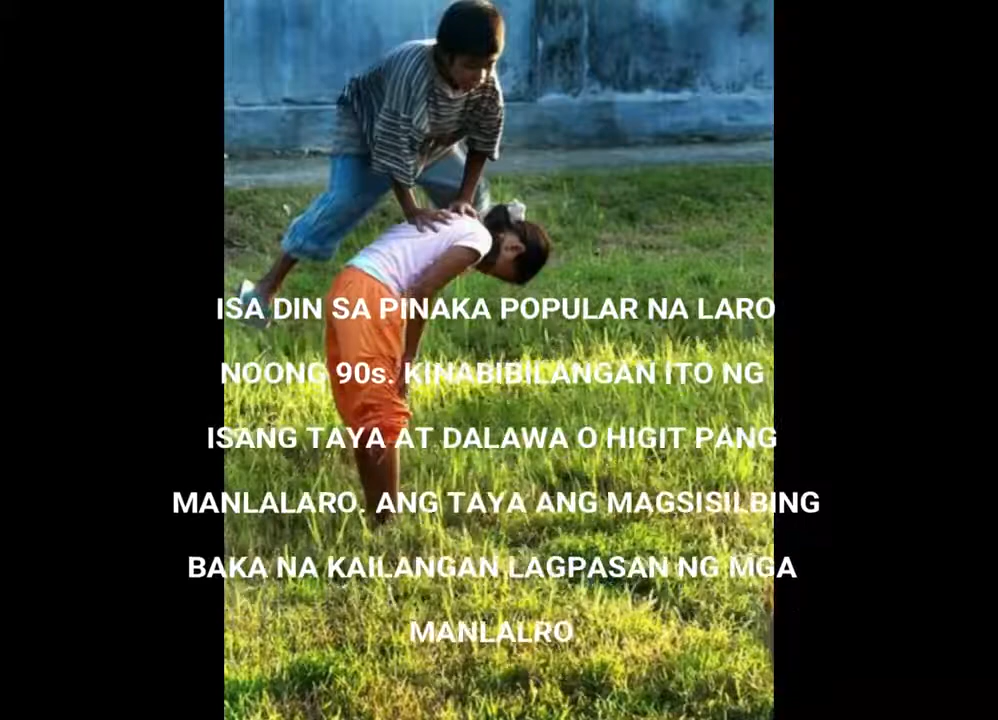 ISA DIN SA PINAKA POPULAR NA LARO
NOONG 90s. KINABIBILANGAN ITO NG
ISANG TAYA AT DALAWA O HIGIT PANG
MANLALARO. ANG TAYA ANG MAGSISILBING
BAKA NA KAILANGAN LAGPASAN NG MGA
MANLALRO